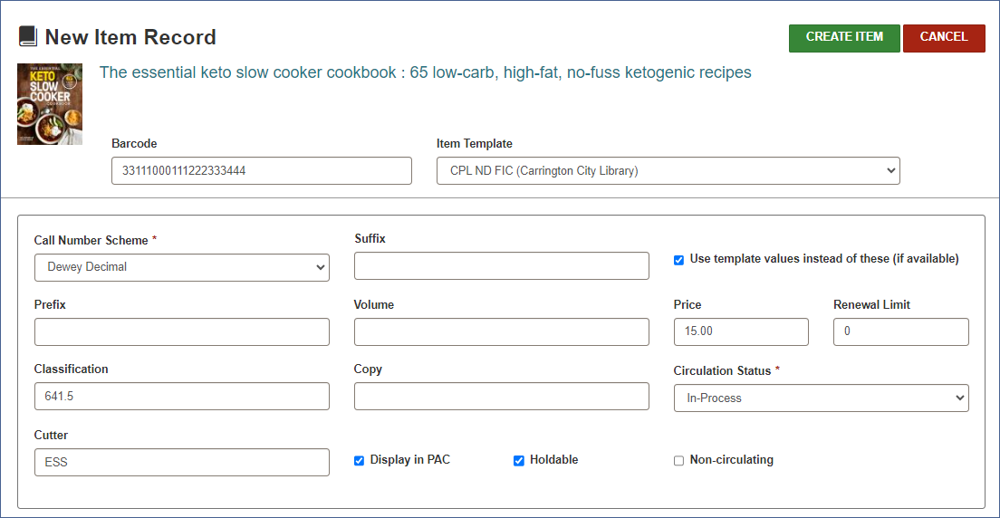 New Item Record
CREATE ITEM
CANCEL
THE ESSENTIAL
KETO
SLOW
COOKER
COOKBOOK
The essential keto slow cooker cookbook : 65 low-carb, high-fat, no-fuss ketogenic recipes
Barcode
33111000111222333444
Item Template
CPL ND FIC (Carrington City Library)
Call Number Scheme *
Dewey Decimal
Suffix
Use template values instead of these (if available)
Prefix
Volume
Price
15.00
Renewal Limit
0
Classification
641.5
Copy
Circulation Status *
In-Process
Cutter
ESS
Display in PAC
Holdable
Non-circulating